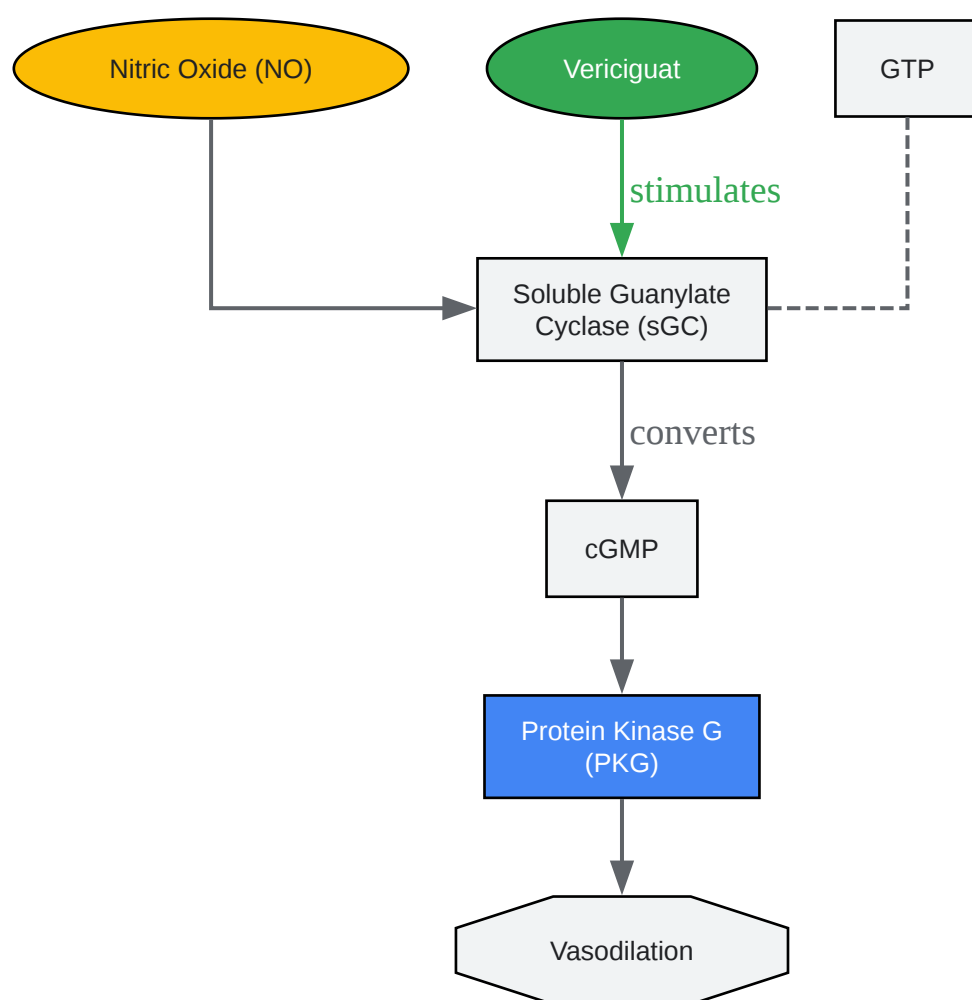 Nitric Oxide (NO)
Vericiguat
GTP
stimulates
Soluble Guanylate
Cyclase (sGC)
converts
cGMP
Protein Kinase G
(PKG)
Vasodilation